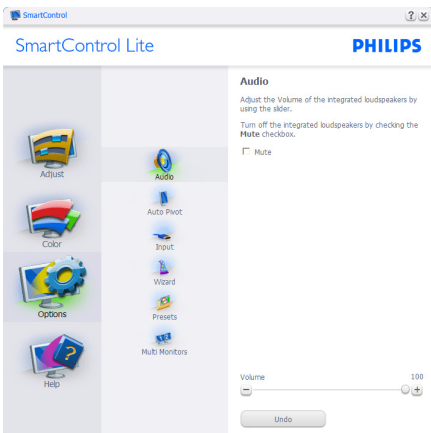 SmartControl
SmartControl Lite
PHILIPS
Adjust
Color
Options
Help
Audio
Auto Pivot
Input
Wizard
Presets
Multi Monitors
Audio
Adjust the Volume of the integrated loudspeakers by
using the slider.
Turn off the integrated loudspeakers by checking the
Mute checkbox.
Mute
Volume 100
Undo